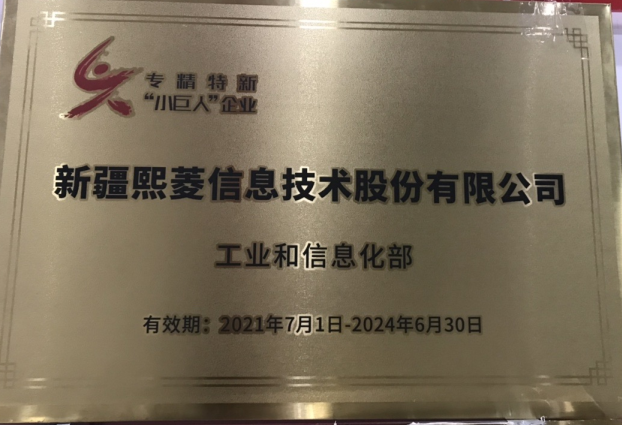 专精特新
“小巨人”企业
新疆熙菱信息技术股份有限公司
工业和信息化部
有效期：2021年7月1日-2024年6月30日